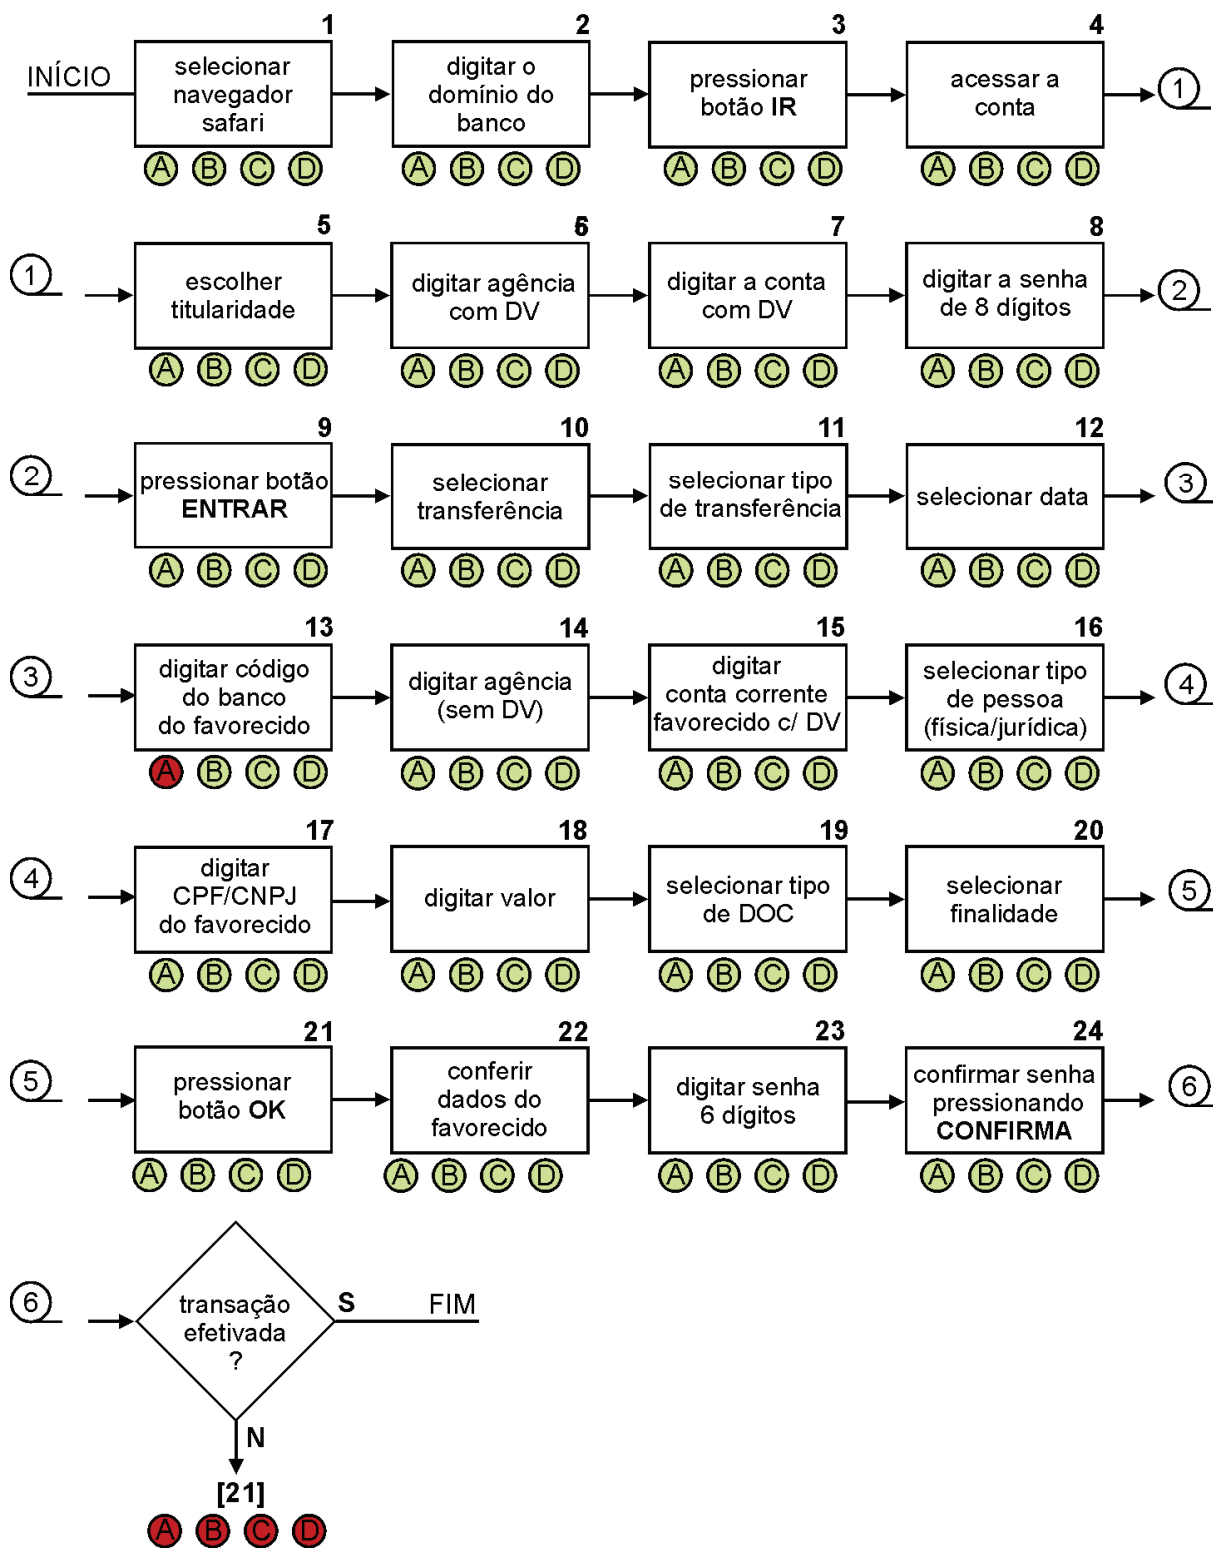 1
2
3
4
INÍCIO
selecionar
navegador
safari
digitar o
domínio do
banco
pressionar
botão IR
acessar a
conta
1
A B C D
A B C D
A B C D
A B C D
5
6
7
8
1
escolher
titularidade
digitar agência
com DV
digitar a conta
com DV
digitar a senha
de 8 dígitos
2
A B C D
A B C D
A B C D
A B C D
9
10
11
12
2
pressionar botão
ENTRAR
selecionar
transferência
selecionar tipo
de transferência
selecionar data
3
A B C D
A B C D
A B C D
A B C D
13
14
15
16
3
digitar código
do banco
do favorecido
digitar agência
(sem DV)
digitar
conta corrente
favorecido c/ DV
selecionar tipo
de pessoa
(física/jurídica)
4
A B C D
A B C D
A B C D
A B C D
17
18
19
20
4
digitar
CPF/CNPJ
do favorecido
digitar valor
selecionar tipo
de DOC
selecionar
finalidade
5
A B C D
A B C D
A B C D
A B C D
21
22
23
24
5
pressionar
botão OK
conferir
dados do
favorecido
digitar senha
6 dígitos
confirmar senha
pressionando
CONFIRMA
6
A B C D
A B C D
A B C D
A B C D
6
transação
efetivada
?
S
FIM
N
[21]
A B C D